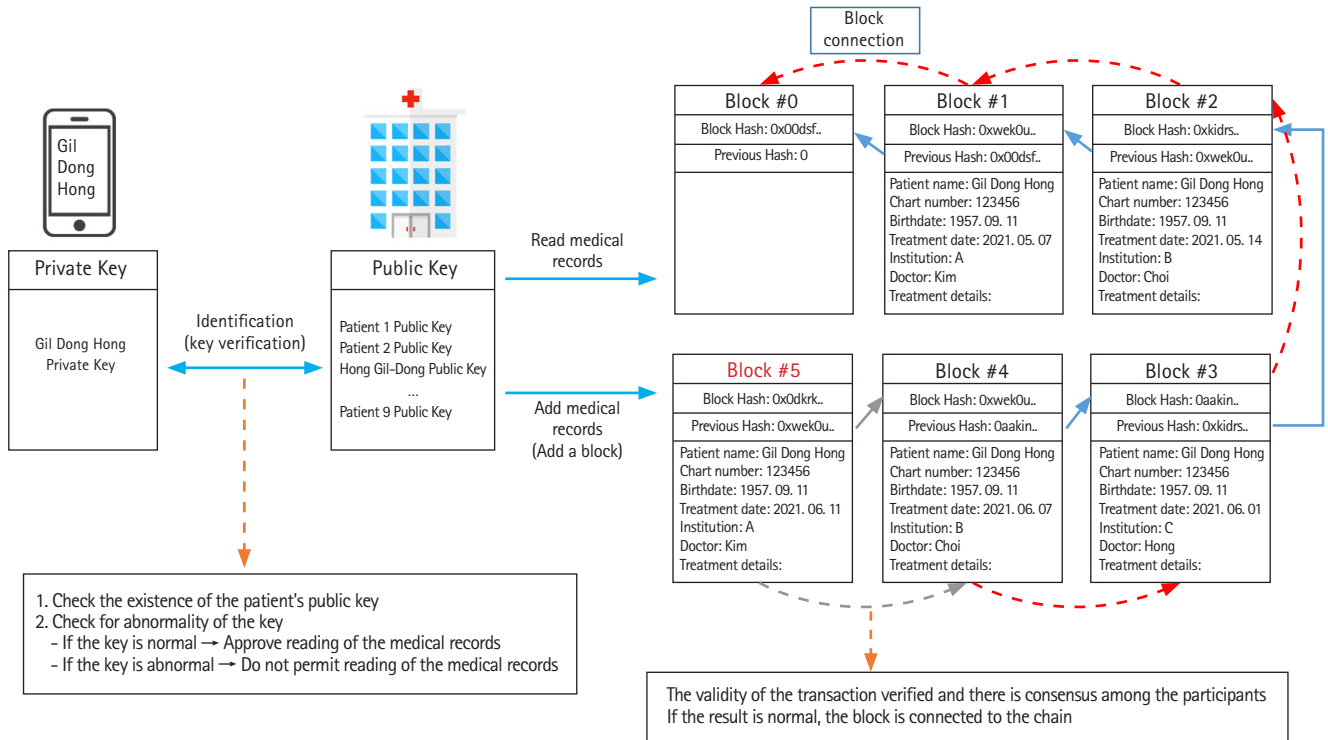 Block
connection
Gil
Dong
Hong
Private Key
Gil Dong Hong
Private Key
Identification
(key verification)
Public Key
Patient 1 Public Key
Patient 2 Public Key
Hong Gil-Dong Public Key
...
Patient 9 Public Key
Read medical
records
Add medical
records
(Add a block)
Block #0
Block Hash: 0x00dsf..
Previous Hash: 0
Block #1
Block Hash: 0xwek0u..
Previous Hash: 0x00dsf..
Patient name: Gil Dong Hong
Chart number: 123456
Birthdate: 1957. 09. 11
Treatment date: 2021. 05. 07
Institution: A
Doctor: Kim
Treatment details:
Block #2
Block Hash: 0xkidrs..
Previous Hash: 0xwek0u..
Patient name: Gil Dong Hong
Chart number: 123456
Birthdate: 1957. 09. 11
Treatment date: 2021. 05. 14
Institution: B
Doctor: Choi
Treatment details:
Block #5
Block Hash: 0x0dkrk..
Previous Hash: 0xwek0u..
Patient name: Gil Dong Hong
Chart number: 123456
Birthdate: 1957. 09. 11
Treatment date: 2021. 06. 11
Institution: A
Doctor: Kim
Treatment details:
Block #4
Block Hash: 0xwek0u..
Previous Hash: 0aakin..
Patient name: Gil Dong Hong
Chart number: 123456
Birthdate: 1957. 09. 11
Treatment date: 2021. 06. 07
Institution: B
Doctor: Choi
Treatment details:
Block #3
Block Hash: 0aakin..
Previous Hash: 0xkidrs..
Patient name: Gil Dong Hong
Chart number: 123456
Birthdate: 1957. 09. 11
Treatment date: 2021. 06. 01
Institution: C
Doctor: Hong
Treatment details:
1. Check the existence of the patient's public key
2. Check for abnormality of the key
- If the key is normal → Approve reading of the medical records
- If the key is abnormal → Do not permit reading of the medical records
The validity of the transaction verified and there is consensus among the participants
If the result is normal, the block is connected to the chain